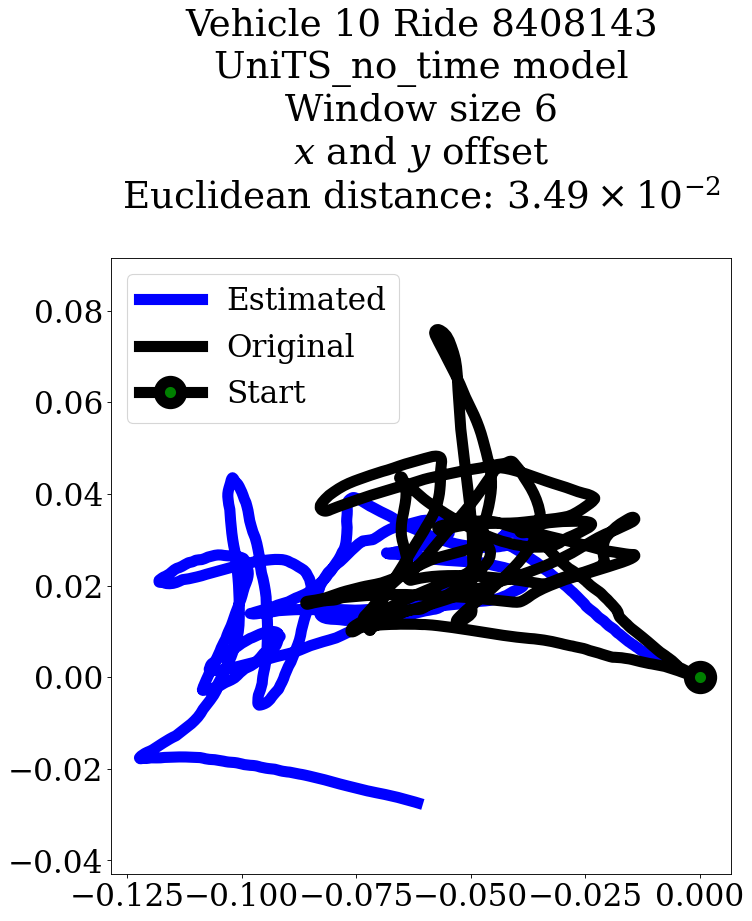 Vehicle 10 Ride 8408143
UniTS_no_time model
Window size 6
x and y offset
Euclidean distance: 3.49 × 10⁻²
Estimated
Original
Start
0.08
0.06
0.04
0.02
0.00
−0.02
−0.04
−0.125 −0.100 −0.075 −0.050 −0.025 0.000